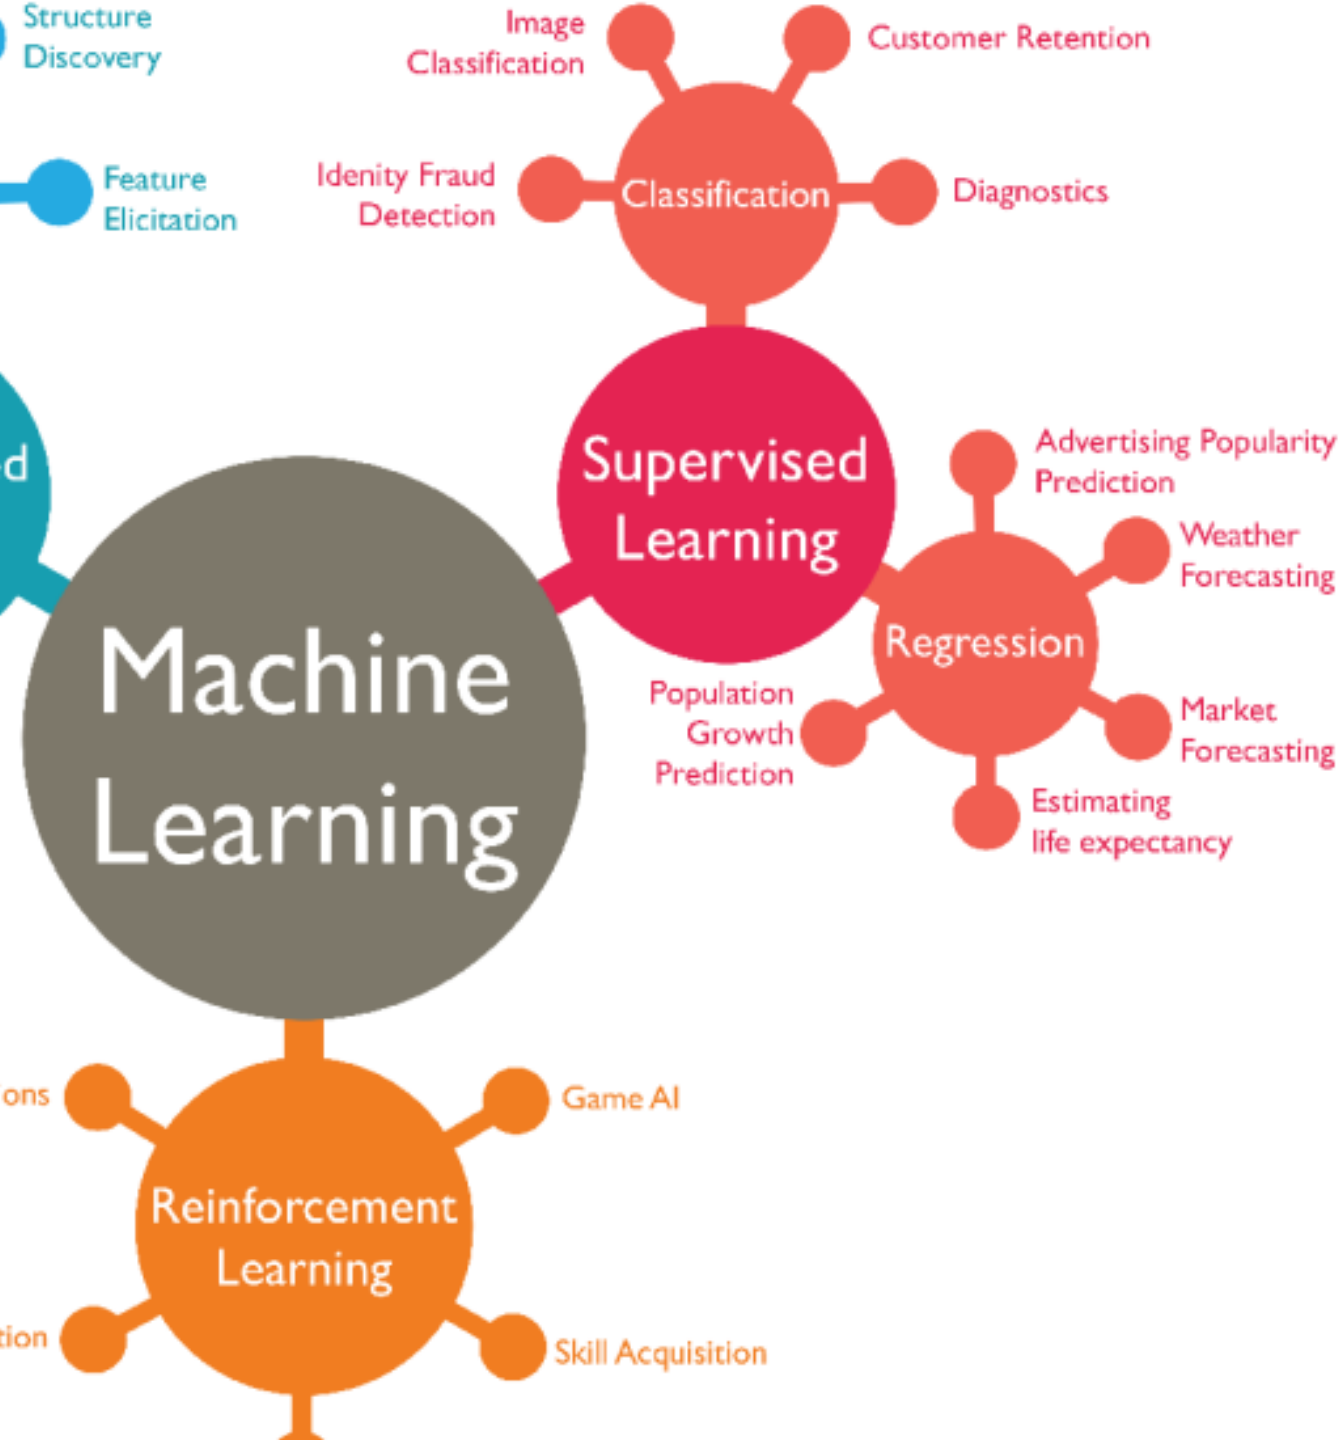 Structure
Discovery
Feature
Elicitation
Image
Classification
Customer Retention
Idenity Fraud
Detection
Classification
Diagnostics
Supervised
Learning
Advertising Popularity
Prediction
Weather
Forecasting
Regression
Market
Forecasting
Estimating
life expectancy
Population
Growth
Prediction
Machine
Learning
Game AI
Reinforcement
Learning
Skill Acquisition